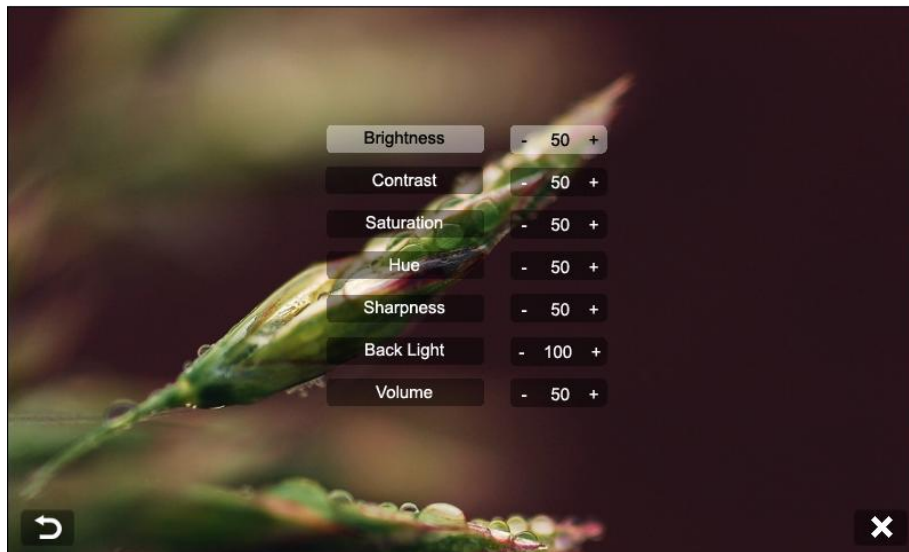 Brightness - 50 +
Contrast - 50 +
Saturation - 50 +
Hue - 50 +
Sharpness - 50 +
Back Light - 100 +
Volume - 50 +